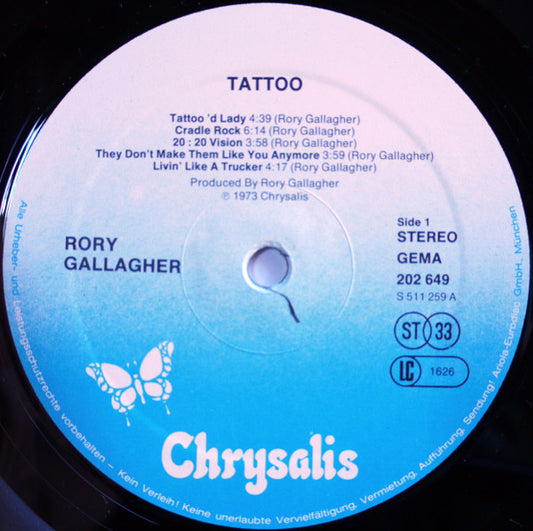 TATTOO
Tattoo 'd Lady 4:39 (Rory Gallagher)
Cradle Rock 6:14 (Rory Gallagher)
20 : 20 Vision 3:58 (Rory Gallagher)
They Don't Make Them Like You Anymore 3:59 (Rory Gallagher)
Livin' Like A Trucker 4:17 (Rory Gallagher)
Produced By Rory Gallagher
℗ 1973 Chrysalis
RORY
GALLAGHER
Side 1
STEREO
GEMA
202 649
S 511 259 A
ST 33
LC 1626
Chrysalis
Alle Urheber- und Leistungsschutzrechte vorbehalten – Kein Verleih! Keine unerlaubte Vervielfältigung, Vermietung, Aufführung, Sendung! Ariola-Eurodisc GmbH, München